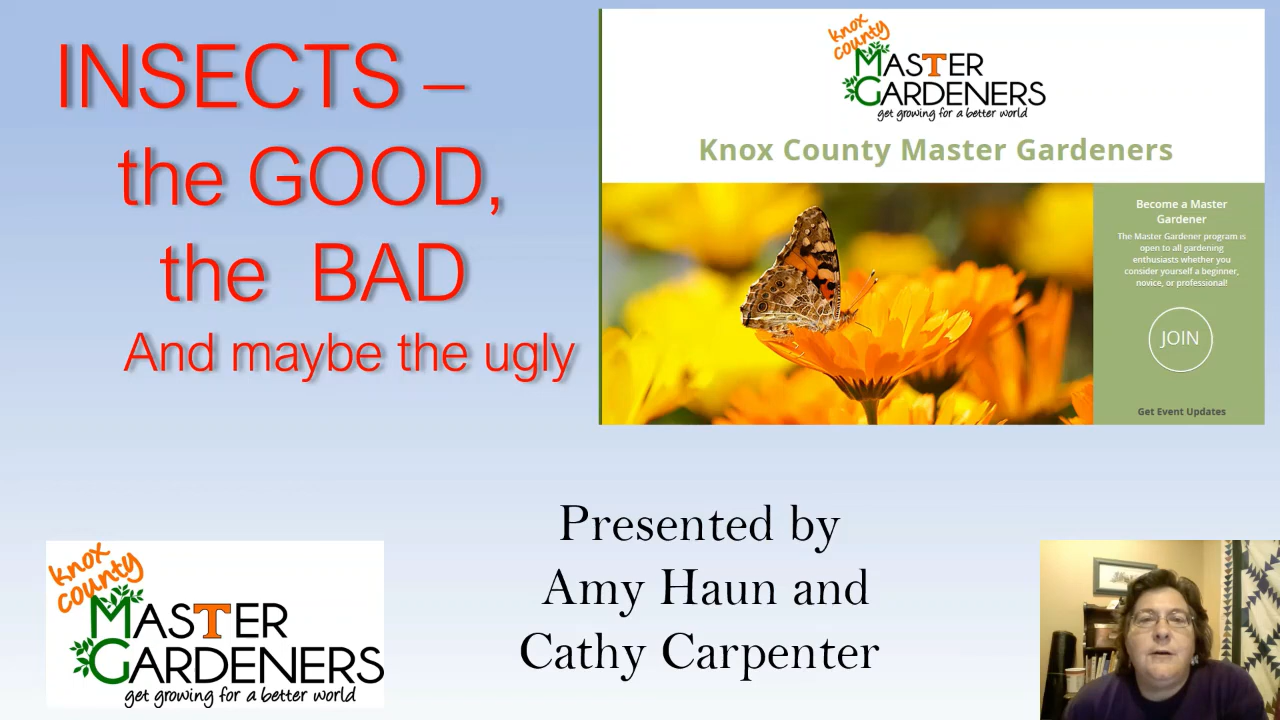 INSECTS –
the GOOD,
the BAD
And maybe the ugly
knox
county
MASTER
GARDENERS
get growing for a better world
Knox County Master Gardeners
Become a Master
Gardener
The Master Gardener program is
open to all gardening
enthusiasts whether you
consider yourself a beginner,
novice, or professional!
JOIN
Get Event Updates
Presented by
Amy Haun and
Cathy Carpenter
knox
county
MASTER
GARDENERS
get growing for a better world